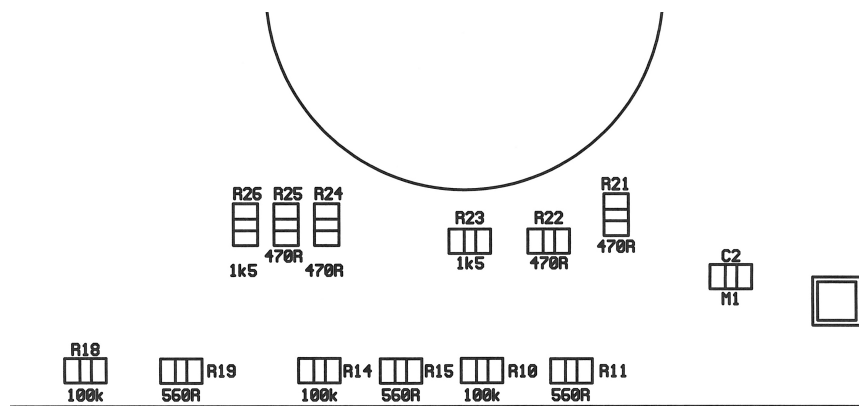 R21
R26 R25 R24
R23 R22
470R
470R
1k5 470R
1k5 470R
C2
M1
R18
R19 R14 R15 R10 R11
100k 560R 100k 560R 100k 560R